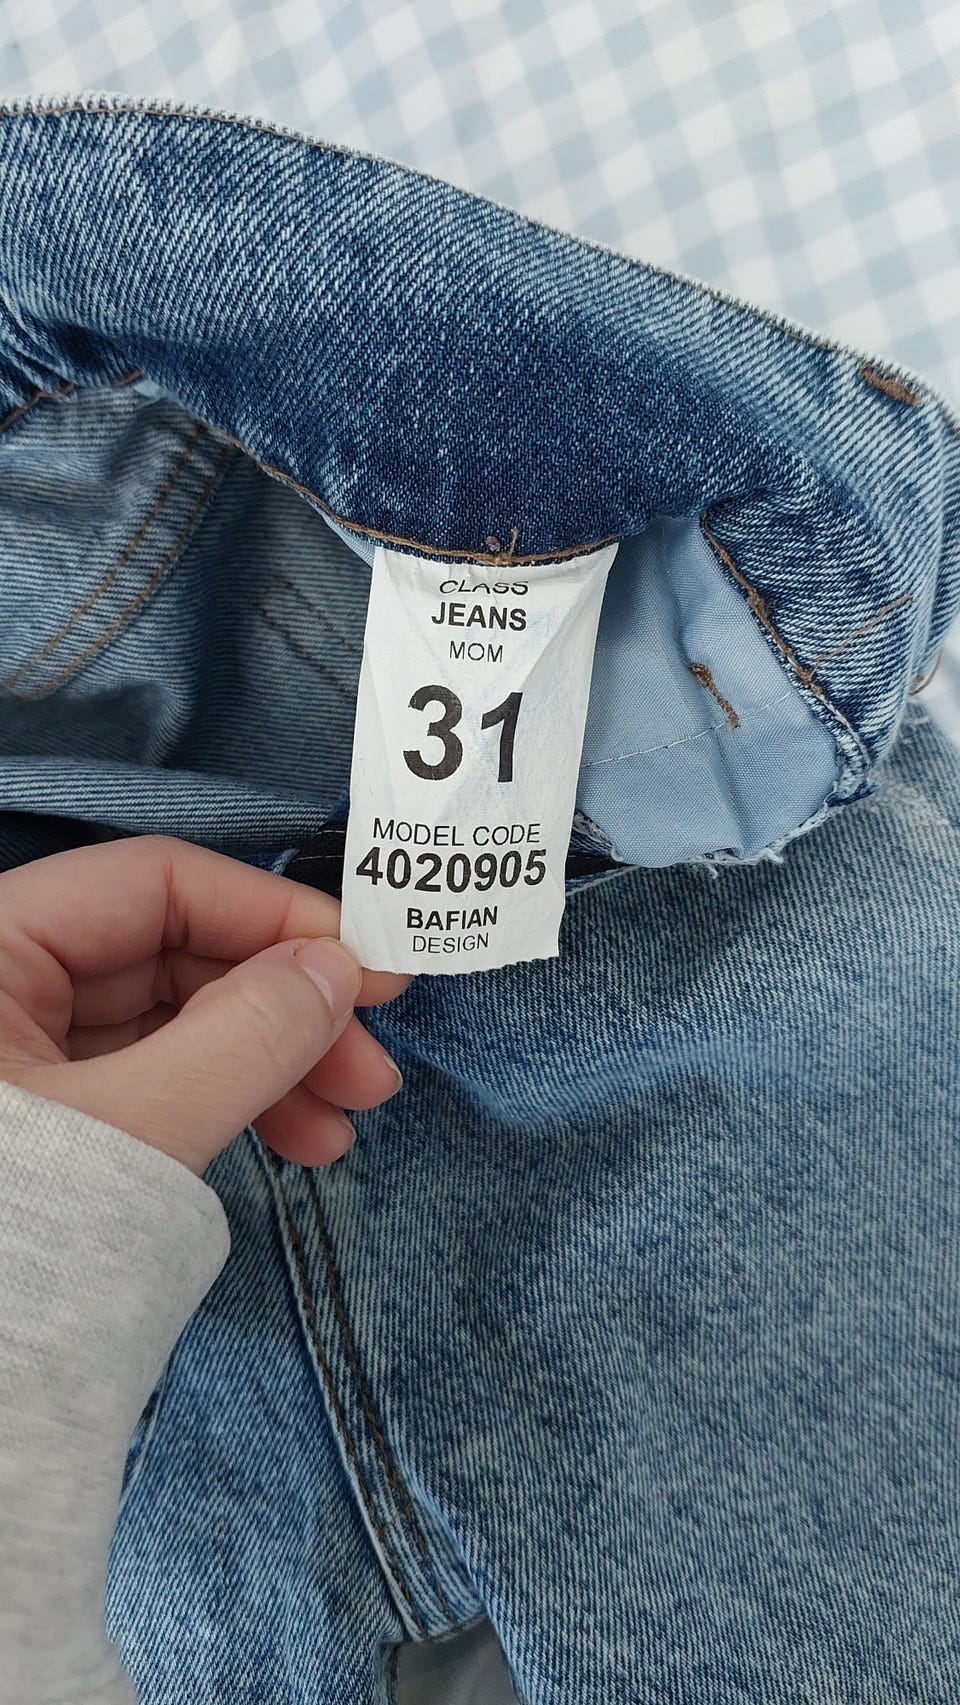 CLASS
JEANS
MOM
31
MODEL CODE
4020905
BAFIAN
DESIGN